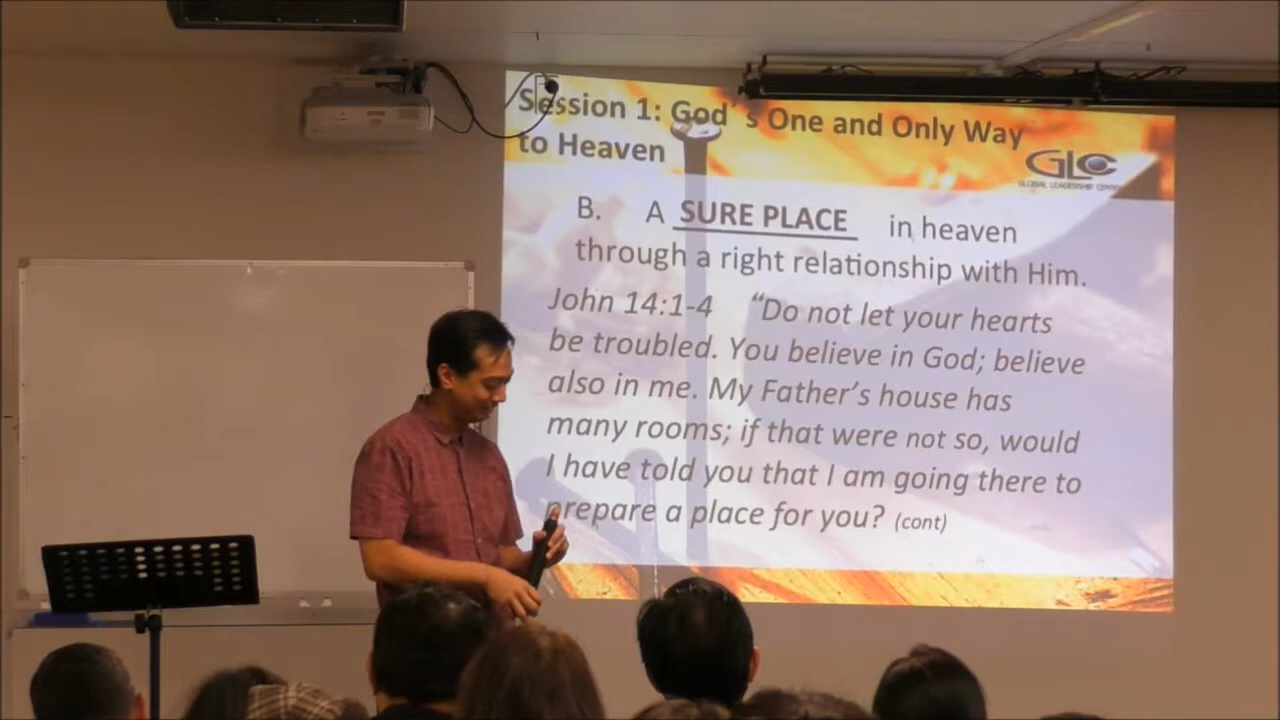 Session 1: God's One and Only Way
to Heaven
GLC
GLOBAL LEADERSHIP CENTER
B. A SURE PLACE in heaven
through a right relationship with Him.
John 14:1-4 “Do not let your hearts
be troubled. You believe in God; believe
also in me. My Father’s house has
many rooms; if that were not so, would
I have told you that I am going there to
prepare a place for you? (cont)